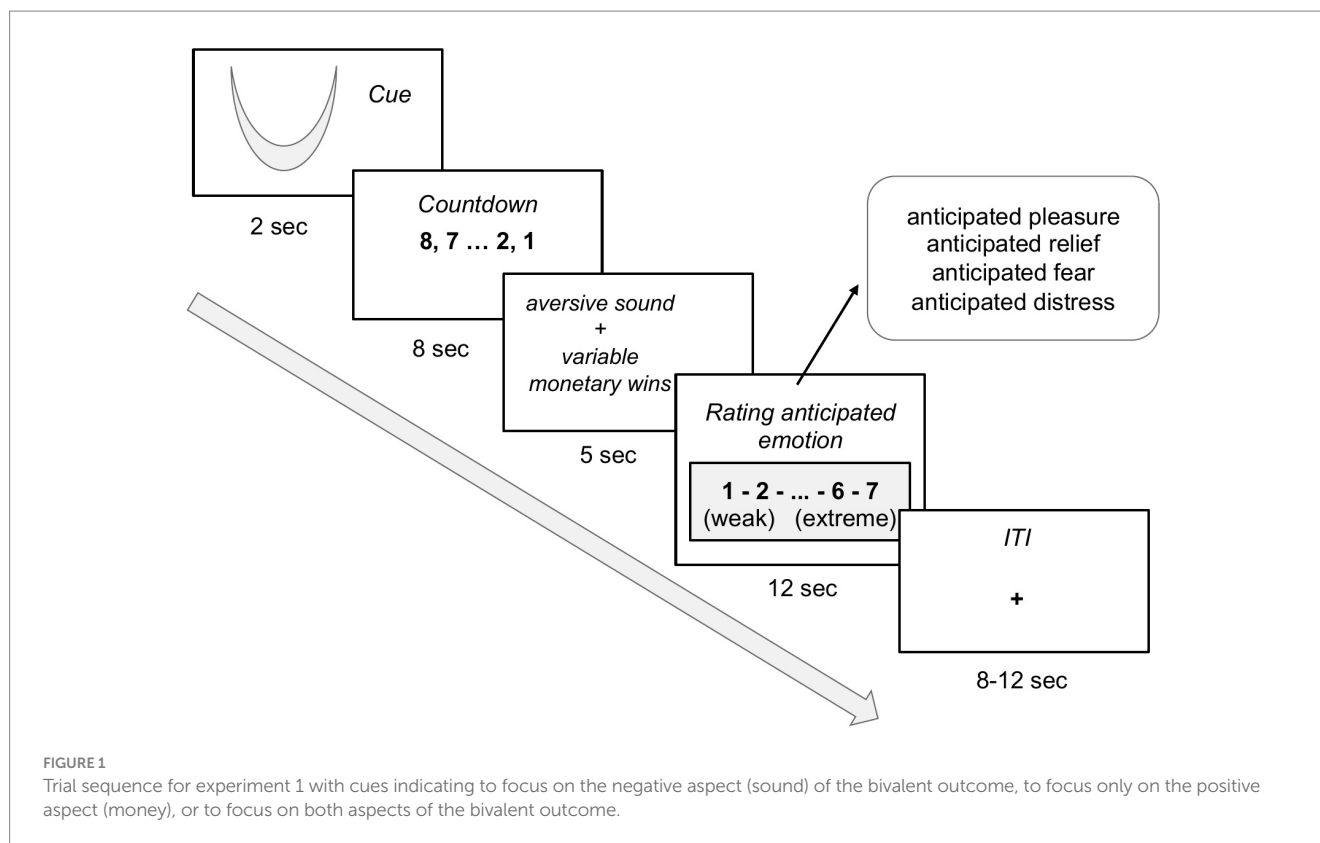 Cue
2 sec
Countdown
8, 7 ... 2, 1
8 sec
aversive sound
+
variable
monetary wins
5 sec
anticipated pleasure
anticipated relief
anticipated fear
anticipated distress
Rating anticipated
emotion
1 - 2 - ... - 6 - 7
(weak) (extreme)
12 sec
ITI
+
8-12 sec
FIGURE 1
Trial sequence for experiment 1 with cues indicating to focus on the negative aspect (sound) of the bivalent outcome, to focus only on the positive
aspect (money), or to focus on both aspects of the bivalent outcome.